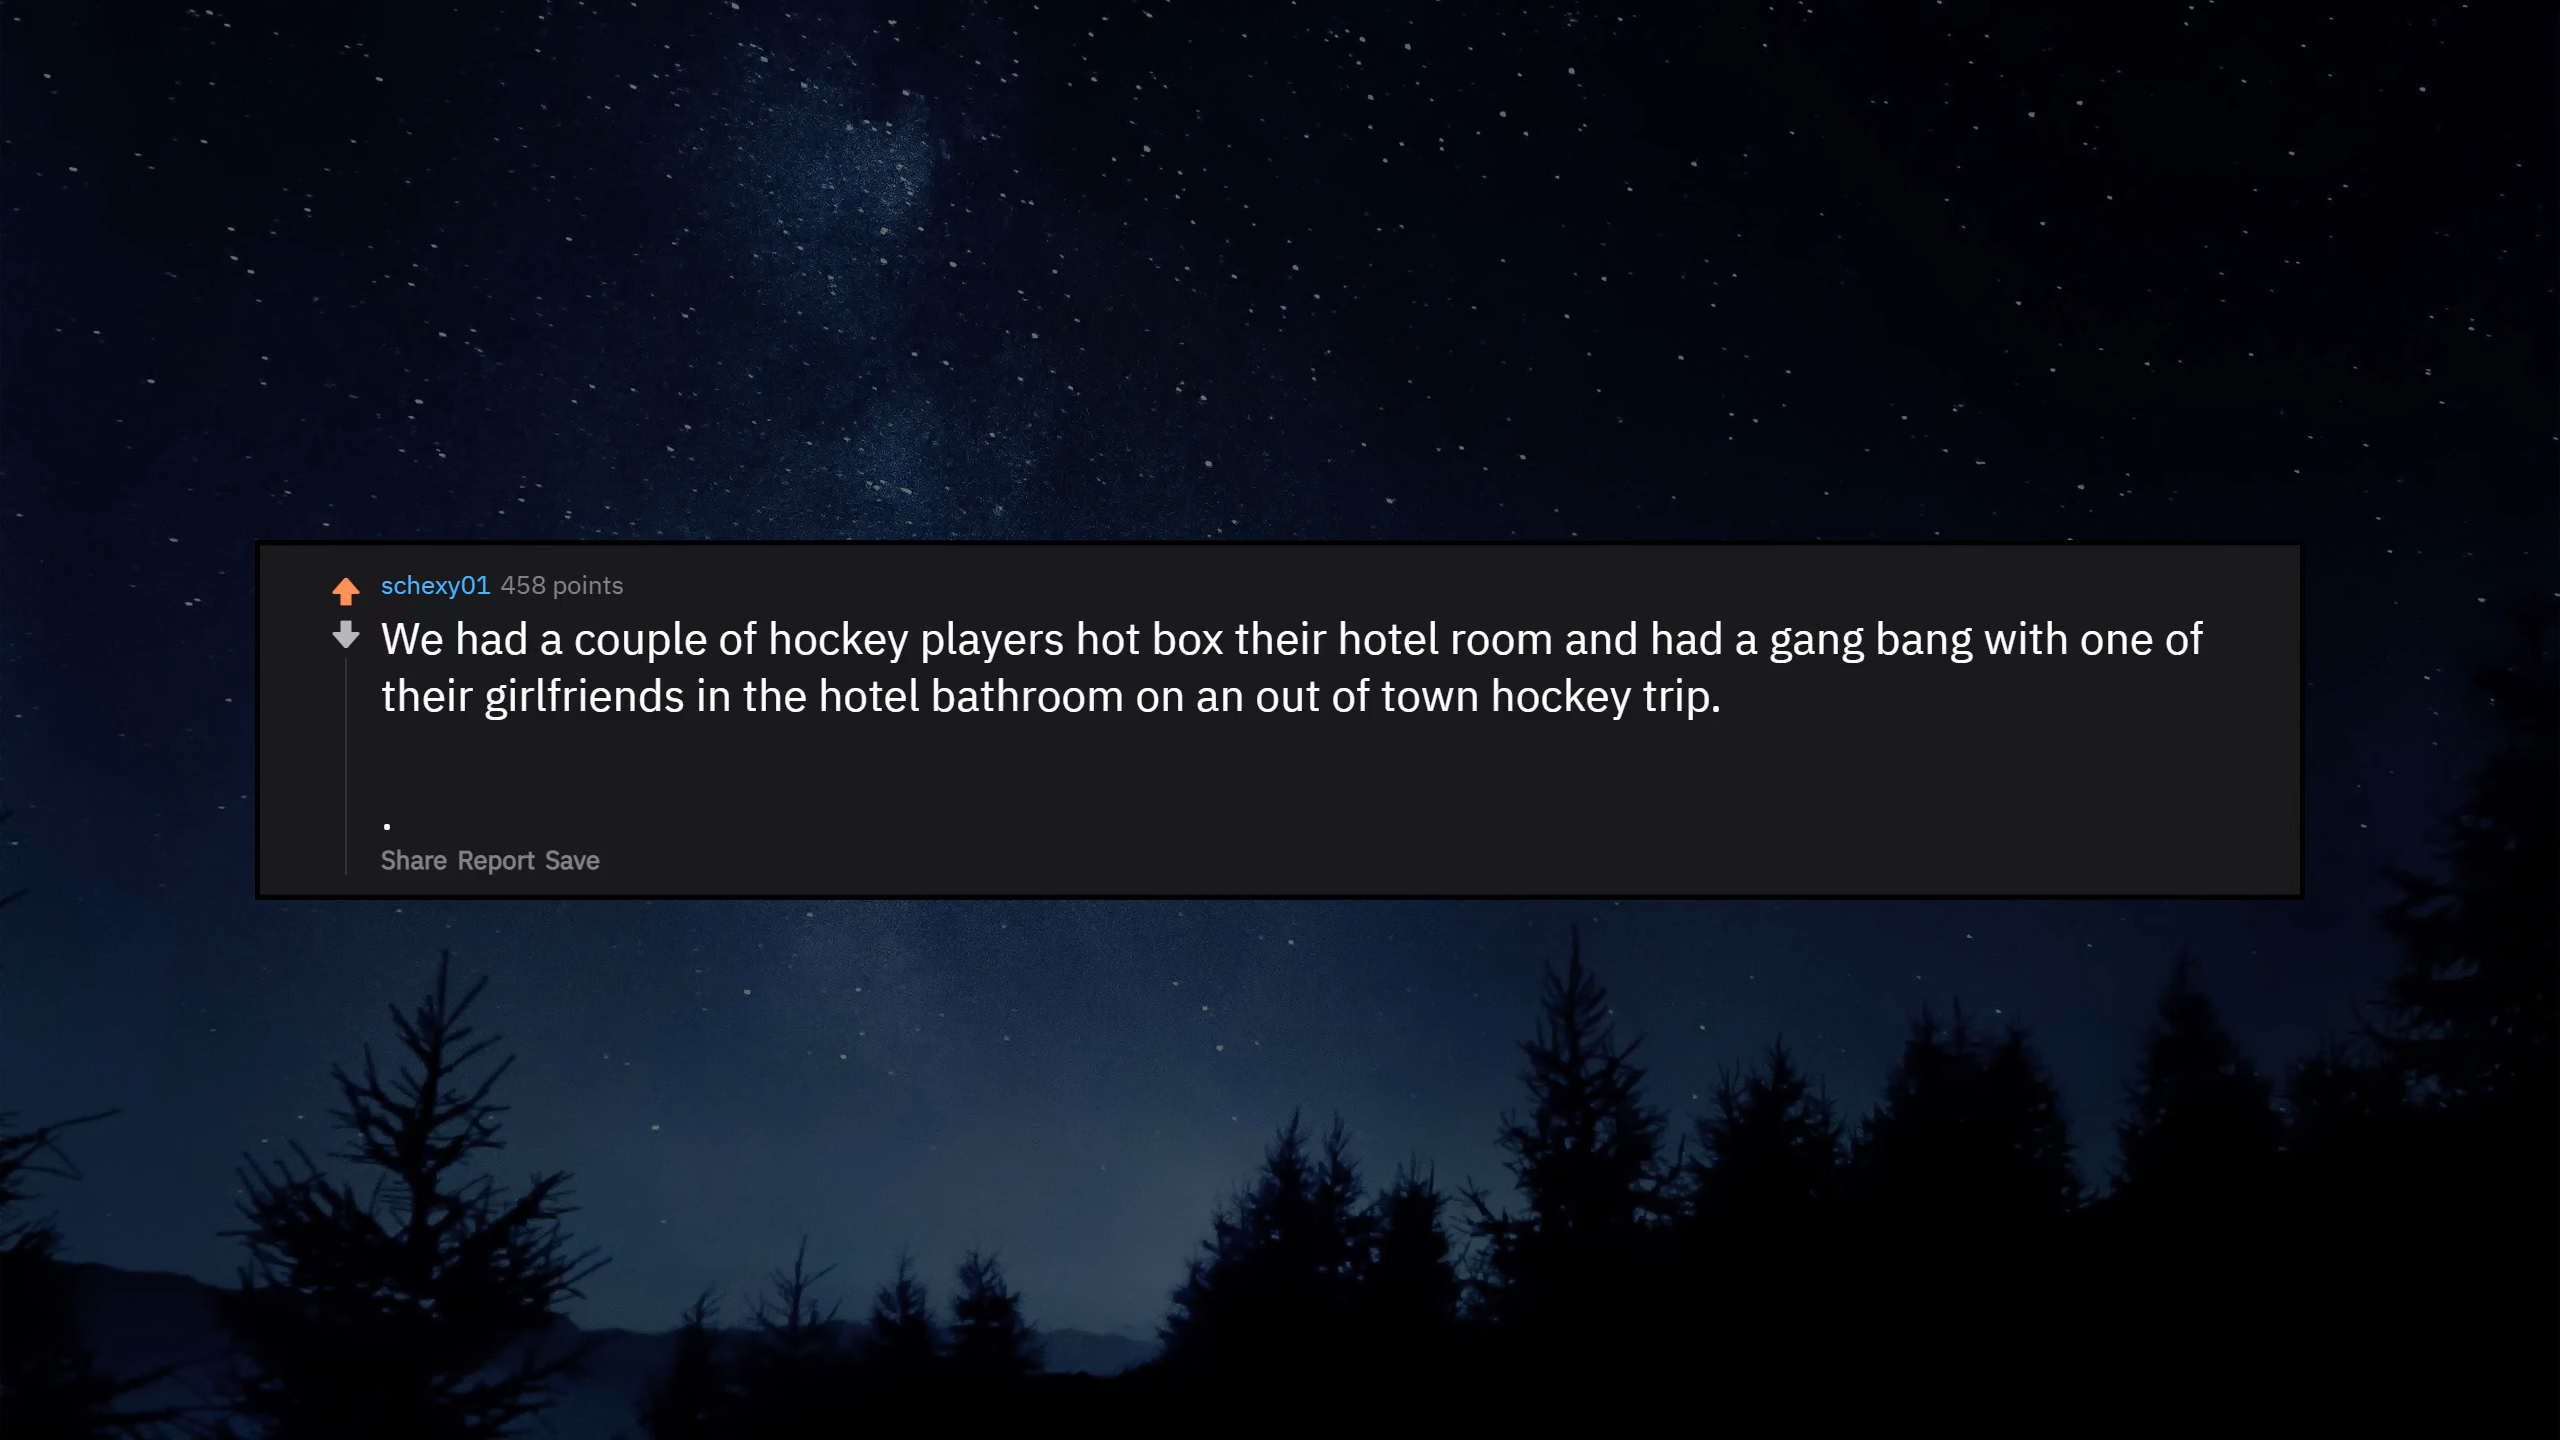 schexy01 458 points
We had a couple of hockey players hot box their hotel room and had a gang bang with one of
their girlfriends in the hotel bathroom on an out of town hockey trip.
.
Share Report Save